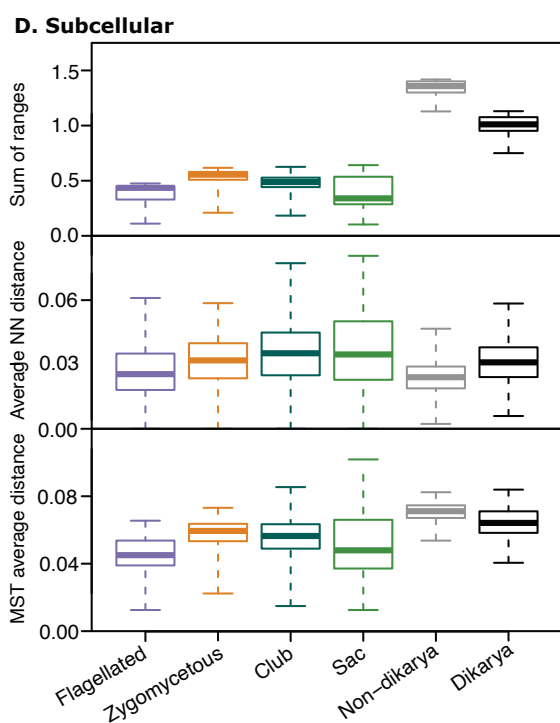 D. Subcellular
Sum of ranges
1.5
1.0
0.5
0.0
Average NN distance
0.06
0.03
0.00
MST average distance
0.08
0.04
0.00
Flagellated
Zygomycetous
Club
Sac
Non−dikarya
Dikarya